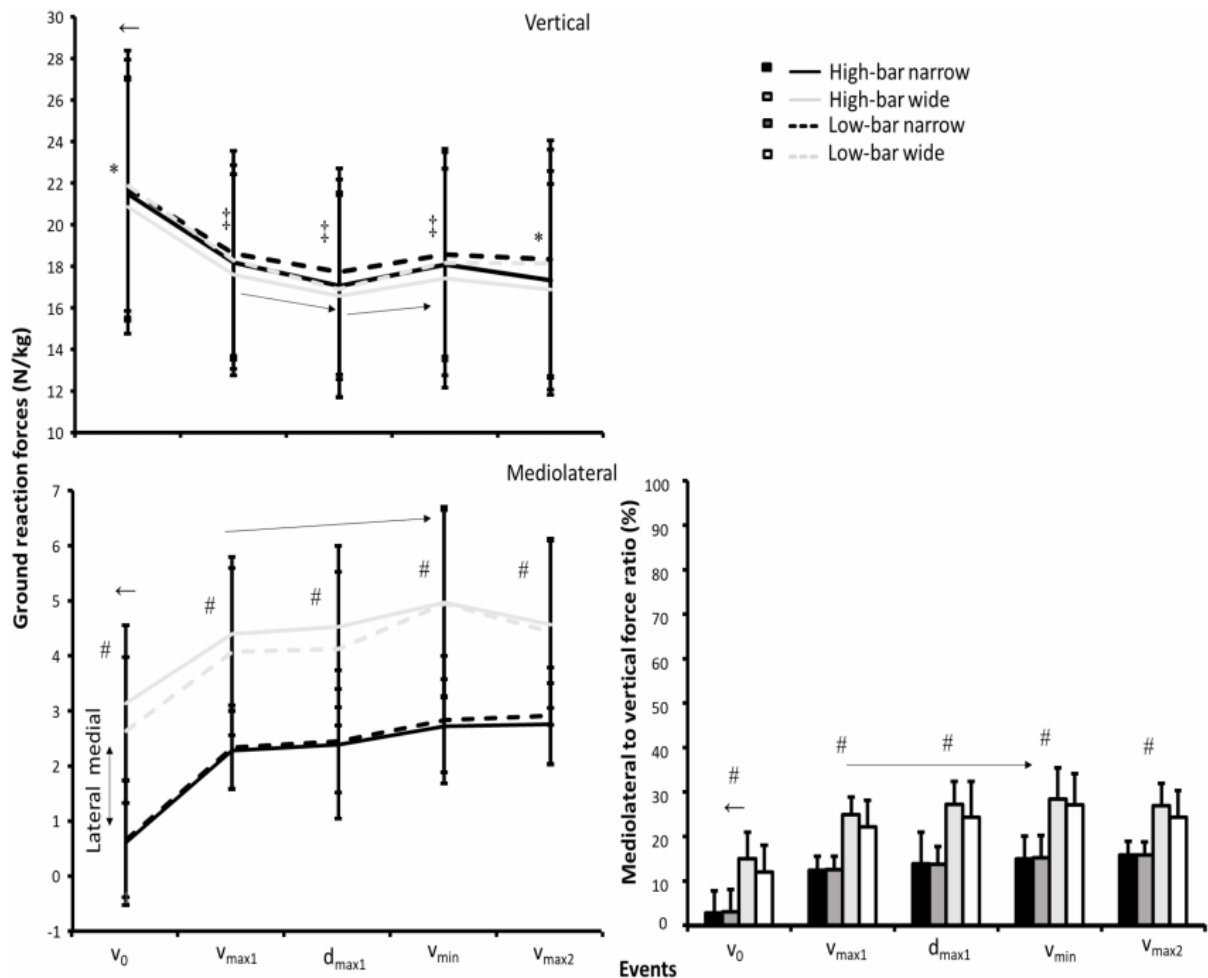 Vertical
30
28
26
24
22
20
18
16
14
12
10
←
*
‡
‡
‡
*
High-bar narrow
High-bar wide
Low-bar narrow
Low-bar wide
Ground reaction forces (N/kg)
Mediolateral
7
6
5
4
3
2
1
0
-1
←
#
#
#
#
#
Lateral medial
v0
vmax1
dmax1
vmin
vmax2
Mediolateral to vertical force ratio (%)
100
90
80
70
60
50
40
30
20
10
0
#
←
#
#
#
#
v0
vmax1
dmax1
vmin
vmax2
Events